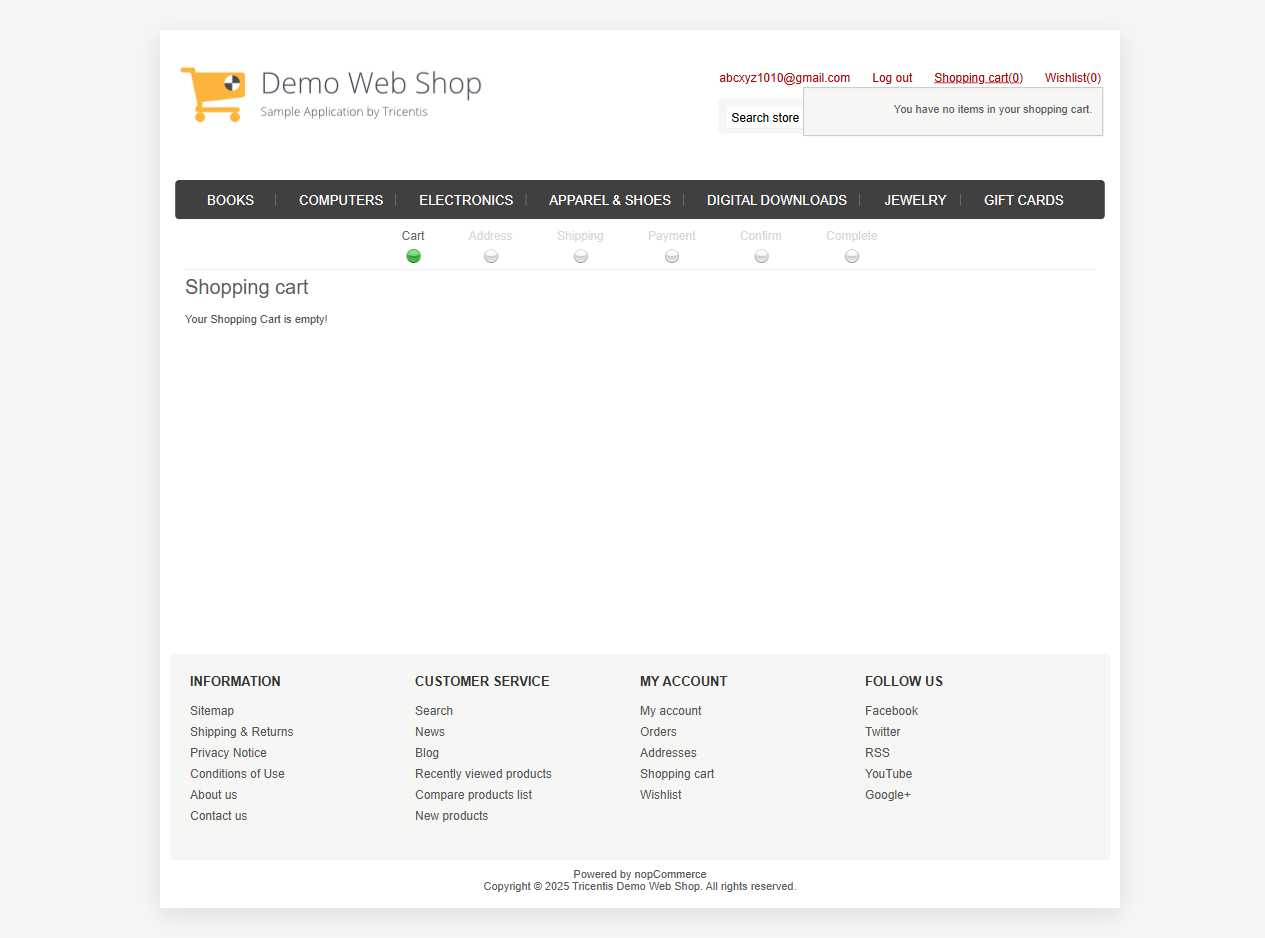 Demo Web Shop
Sample Application by Tricentis
abcxyz1010@gmail.com Log out Shopping cart(0) Wishlist(0)
Search store
You have no items in your shopping cart.
BOOKS COMPUTERS ELECTRONICS APPAREL & SHOES DIGITAL DOWNLOADS JEWELRY GIFT CARDS
Cart Address Shipping Payment Confirm Complete
Shopping cart
Your Shopping Cart is empty!
INFORMATION
Sitemap
Shipping & Returns
Privacy Notice
Conditions of Use
About us
Contact us
CUSTOMER SERVICE
Search
News
Blog
Recently viewed products
Compare products list
New products
MY ACCOUNT
My account
Orders
Addresses
Shopping cart
Wishlist
FOLLOW US
Facebook
Twitter
RSS
YouTube
Google+
Powered by nopCommerce
Copyright © 2025 Tricentis Demo Web Shop. All rights reserved.